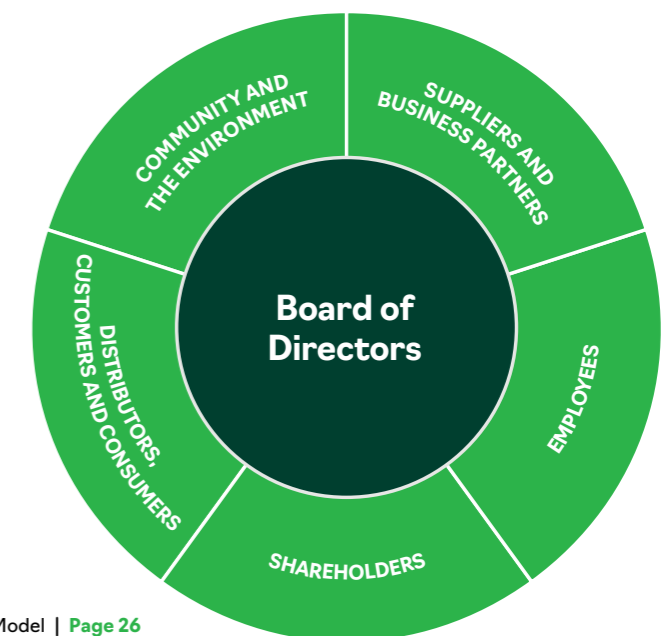 COMMUNITY AND
THE ENVIRONMENT
SUPPLIERS AND
BUSINESS PARTNERS
Board of
Directors
DISTRIBUTORS,
CUSTOMERS AND CONSUMERS
EMPLOYEES
SHAREHOLDERS
Model | Page 26